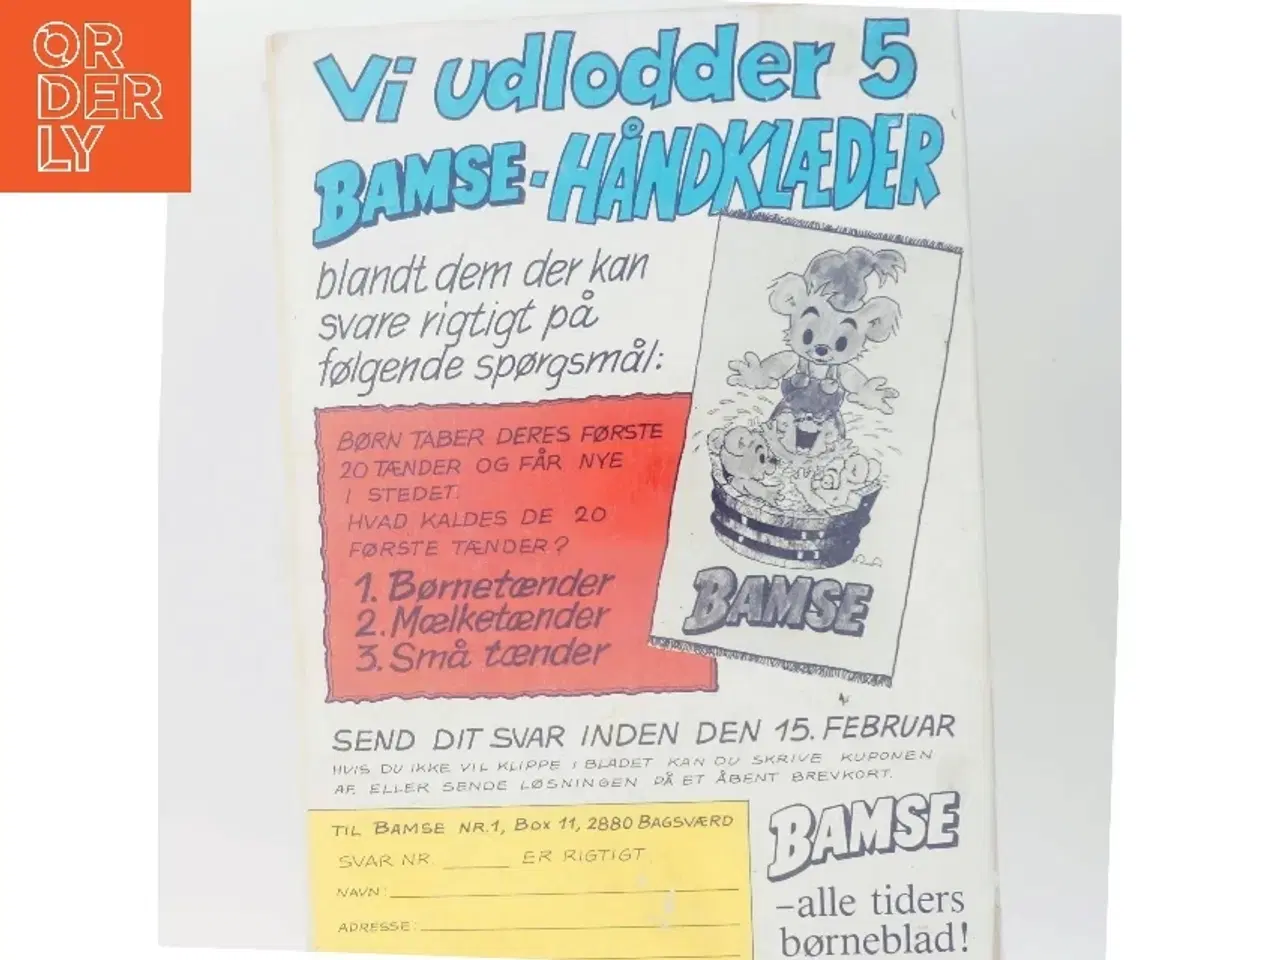 ORDERLY
Vi udlodder 5
BAMSE-HÅNDKLÆDER
blandt dem der kan
svare rigtigt på
følgende spørgsmål:
BØRN TABER DERES FØRSTE
20 TÆNDER OG FÅR NYE
I STEDET.
HVAD KALDES DE 20
FØRSTE TÆNDER?
1. Børnetænder
2. Mælketænder
3. Små tænder
BAMSE
SEND DIT SVAR INDEN DEN 15. FEBRUAR
HVIS DU IKKE VIL KLIPPE I BLADET KAN DU SKRIVE KUPONEN
AF, ELLER SENDE LØSNINGEN PÅ ET ÅBENT BREVKORT.
TIL BAMSE NR.1, BOX 11, 2880 BAGSVÆRD
SVAR NR. ______ ER RIGTIGT
NAVN:
ADRESSE:
BAMSE
–alle tiders
børneblad!